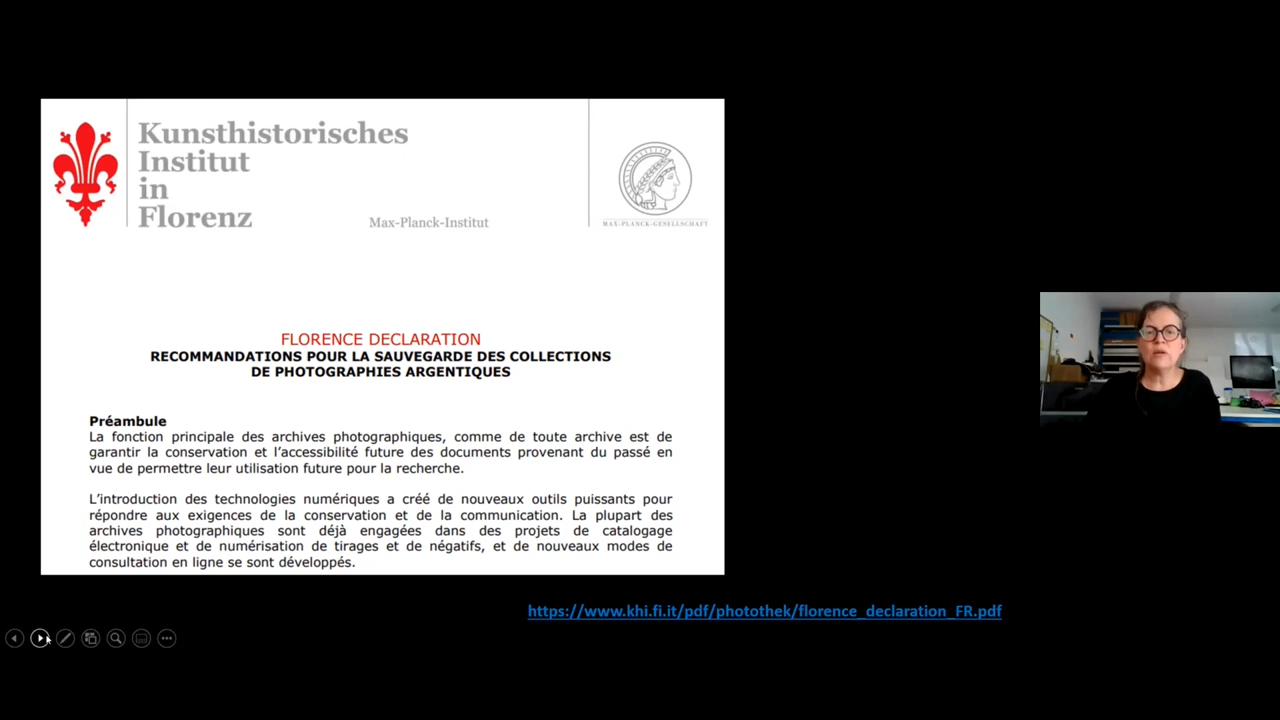 Kunsthistorisches
Institut
in
Florenz
Max-Planck-Institut
MAX-PLANCK-GESELLSCHAFT
FLORENCE DECLARATION
RECOMMANDATIONS POUR LA SAUVEGARDE DES COLLECTIONS
DE PHOTOGRAPHIES ARGENTIQUES
Préambule
La fonction principale des archives photographiques, comme de toute archive est de
garantir la conservation et l’accessibilité future des documents provenant du passé en
vue de permettre leur utilisation future pour la recherche.
L’introduction des technologies numériques a créé de nouveaux outils puissants pour
répondre aux exigences de la conservation et de la communication. La plupart des
archives photographiques sont déjà engagées dans des projets de catalogage
électronique et de numérisation de tirages et de négatifs, et de nouveaux modes de
consultation en ligne se sont développés.
https://www.khi.fi.it/pdf/photothek/florence_declaration_FR.pdf